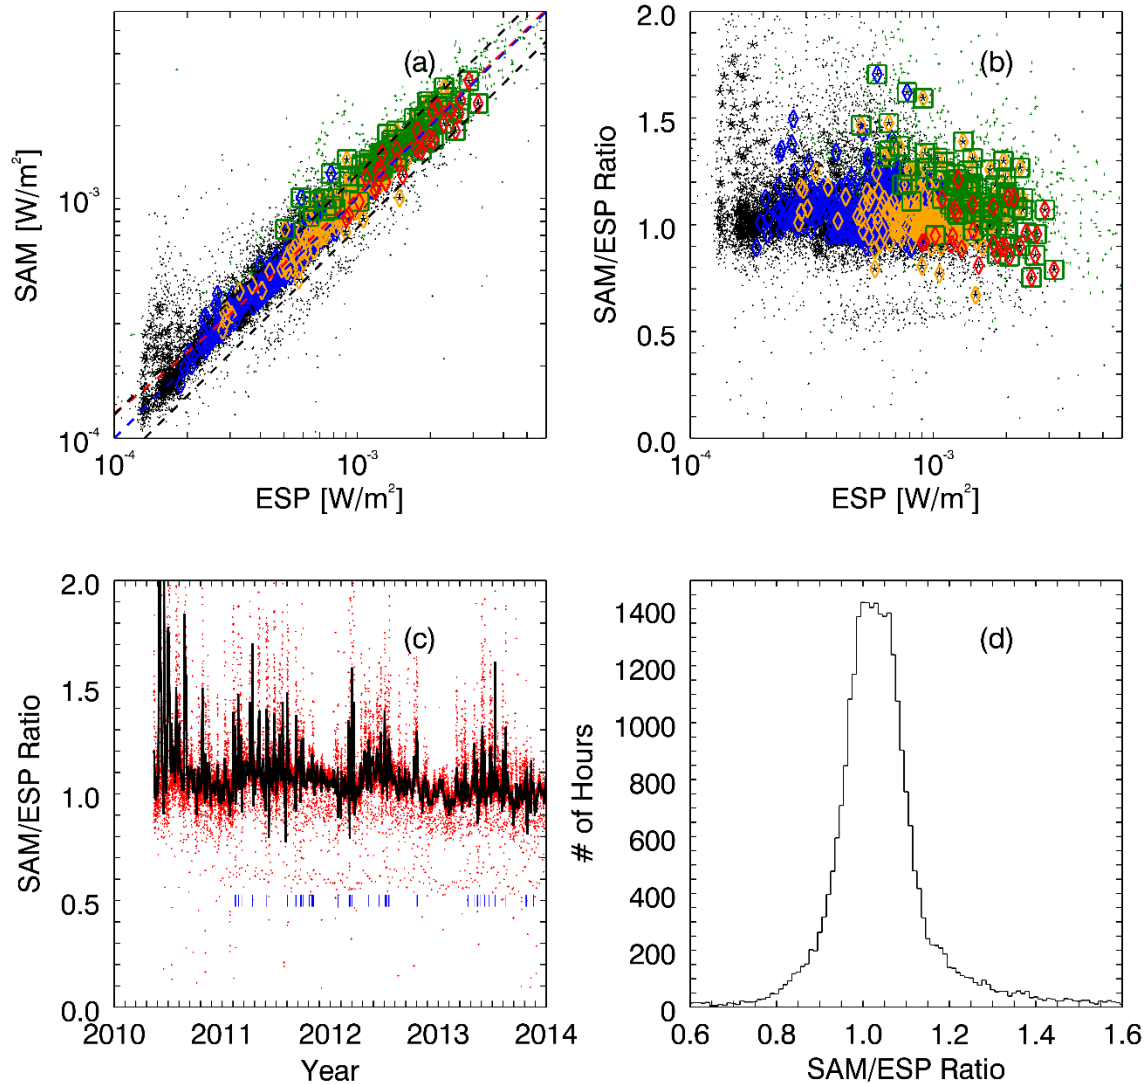 (a)
SAM [W/m²]
10⁻³
10⁻⁴
10⁻⁴ 10⁻³
ESP [W/m²]
(b)
SAM/ESP Ratio
2.0
1.5
1.0
0.5
0.0
10⁻⁴ 10⁻³
ESP [W/m²]
(c)
SAM/ESP Ratio
2.0
1.5
1.0
0.5
0.0
2010 2011 2012 2013 2014
Year
(d)
# of Hours
1400
1200
1000
800
600
400
200
0
0.6 0.8 1.0 1.2 1.4 1.6
SAM/ESP Ratio